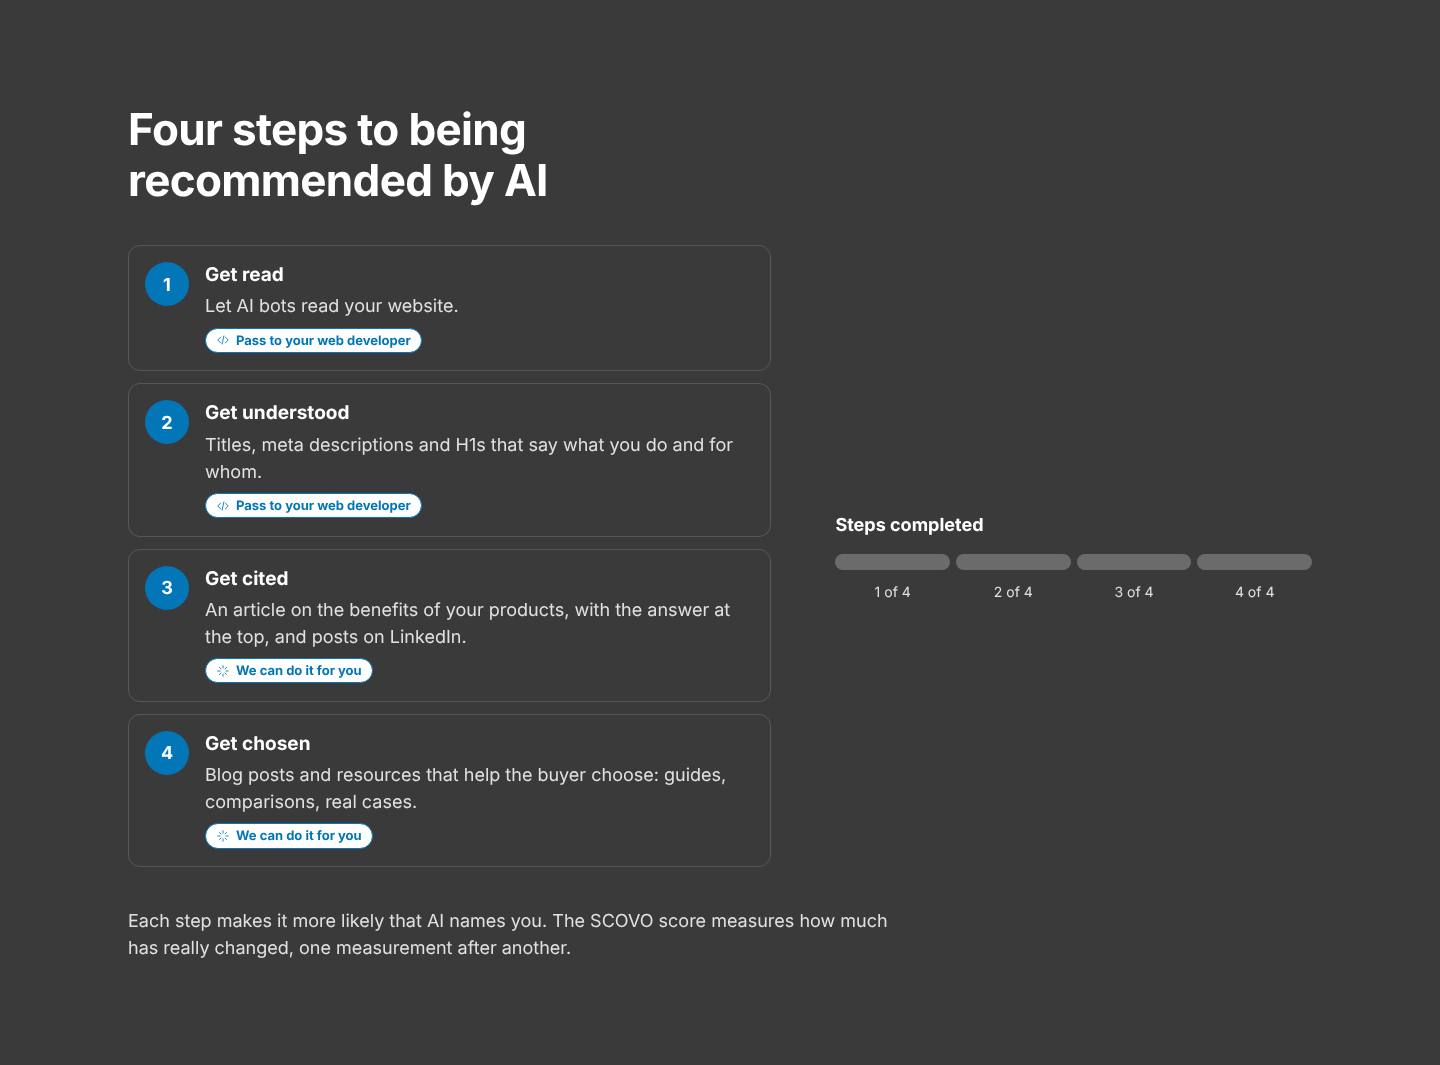 Four steps to being
recommended by AI
1
Get read
Let AI bots read your website.
Pass to your web developer
2
Get understood
Titles, meta descriptions and H1s that say what you do and for
whom.
Pass to your web developer
3
Get cited
An article on the benefits of your products, with the answer at
the top, and posts on LinkedIn.
We can do it for you
4
Get chosen
Blog posts and resources that help the buyer choose: guides,
comparisons, real cases.
We can do it for you
Steps completed
1 of 4
2 of 4
3 of 4
4 of 4
Each step makes it more likely that AI names you. The SCOVO score measures how much
has really changed, one measurement after another.